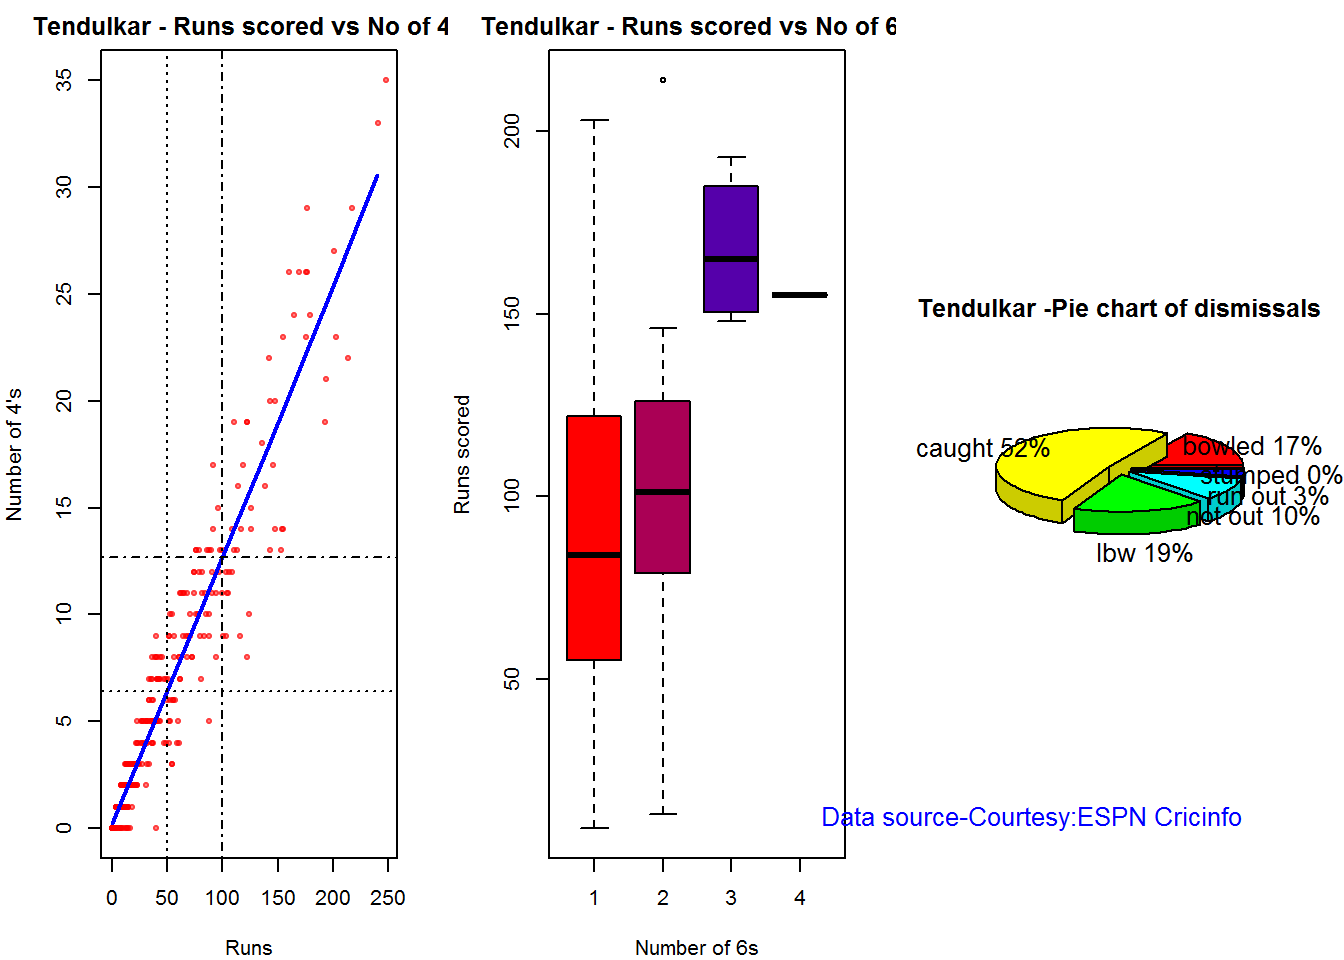 Tendulkar - Runs scored vs No of 4
35
30
25
20
15
10
5
0
Number of 4's
0 50 100 150 200 250
Runs
Tendulkar - Runs scored vs No of 6
200
150
100
50
Runs scored
1 2 3 4
Number of 6s
Tendulkar -Pie chart of dismissals
caught 52%
bowled 17%
stumped 0%
run out 3%
not out 10%
lbw 19%
Data source-Courtesy:ESPN Cricinfo